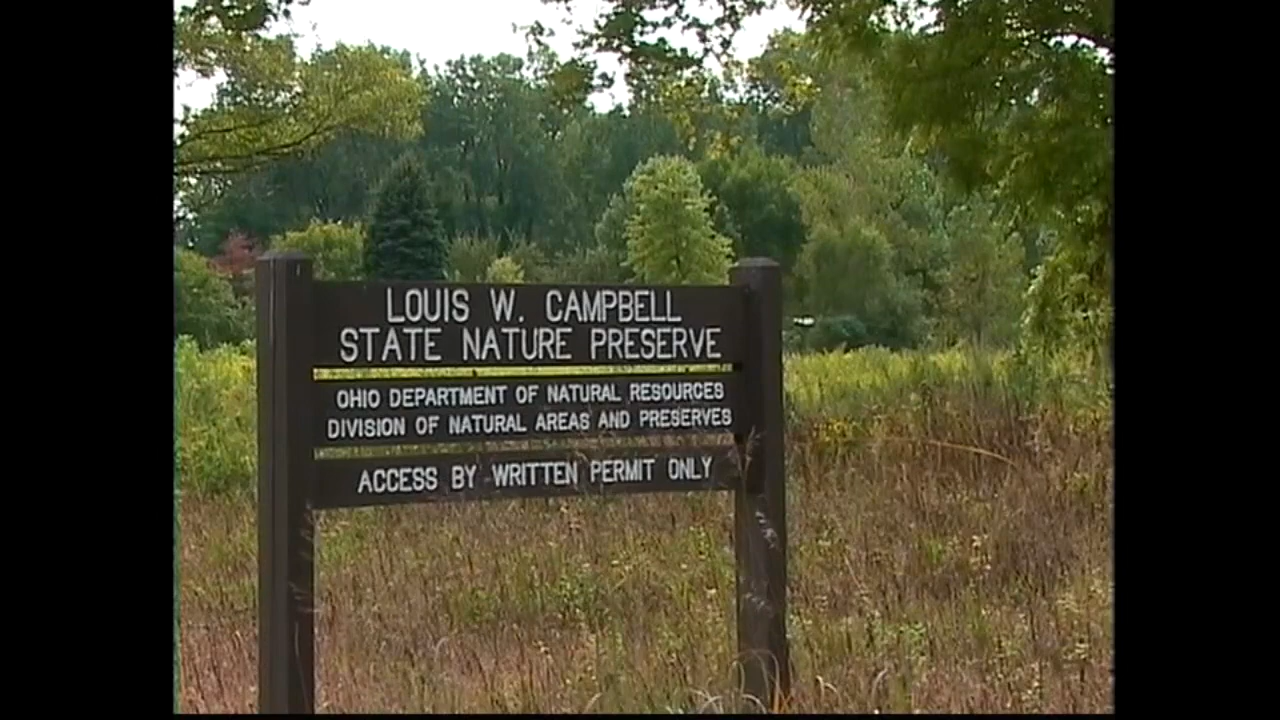 LOUIS W. CAMPBELL
STATE NATURE PRESERVE
OHIO DEPARTMENT OF NATURAL RESOURCES
DIVISION OF NATURAL AREAS AND PRESERVES
ACCESS BY WRITTEN PERMIT ONLY